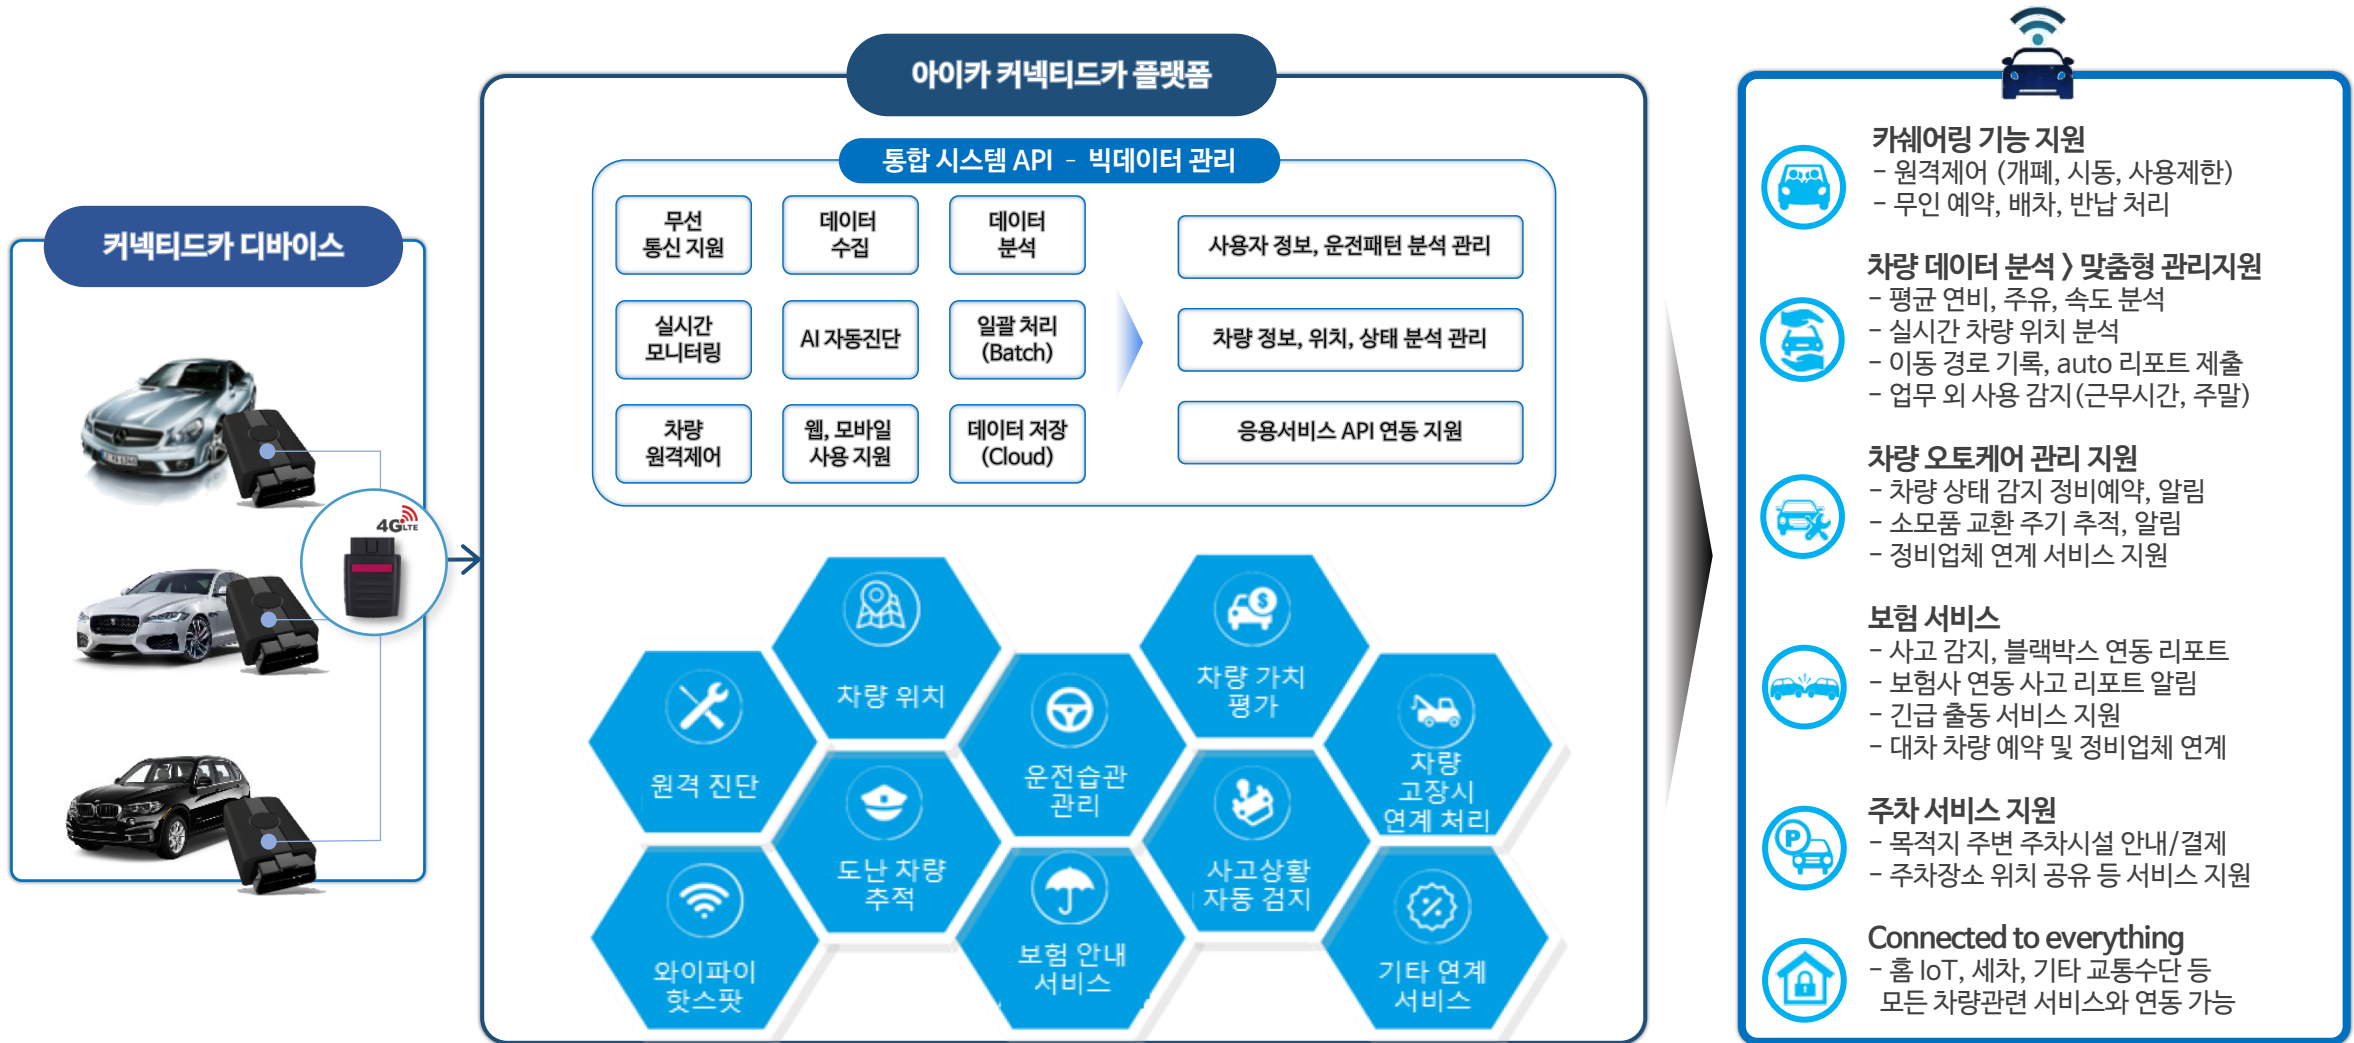 커넥티드카 디바이스
4G LTE
아이카 커넥티드카 플랫폼
통합 시스템 API - 빅데이터 관리
무선
통신 지원
데이터
수집
데이터
분석
실시간
모니터링
AI 자동진단
일괄 처리
(Batch)
차량
원격제어
웹, 모바일
사용 지원
데이터 저장
(Cloud)
사용자 정보, 운전패턴 분석 관리
차량 정보, 위치, 상태 분석 관리
응용서비스 API 연동 지원
원격 진단
차량 위치
운전습관
관리
차량 가치
평가
차량
고장시
연계 처리
와이파이
핫스팟
도난 차량
추적
보험 안내
서비스
사고상황
자동 검지
기타 연계
서비스
카쉐어링 기능 지원
- 원격제어 (개폐, 시동, 사용제한)
- 무인 예약, 배차, 반납 처리
차량 데이터 분석 > 맞춤형 관리지원
- 평균 연비, 주유, 속도 분석
- 실시간 차량 위치 분석
- 이동 경로 기록, auto 리포트 제출
- 업무 외 사용 감지(근무시간, 주말)
차량 오토케어 관리 지원
- 차량 상태 감지 정비예약, 알림
- 소모품 교환 주기 추적, 알림
- 정비업체 연계 서비스 지원
보험 서비스
- 사고 감지, 블랙박스 연동 리포트
- 보험사 연동 사고 리포트 알림
- 긴급 출동 서비스 지원
- 대차 차량 예약 및 정비업체 연계
P
주차 서비스 지원
- 목적지 주변 주차시설 안내/결제
- 주차장소 위치 공유 등 서비스 지원
Connected to everything
- 홈 IoT, 세차, 기타 교통수단 등
모든 차량관련 서비스와 연동 가능